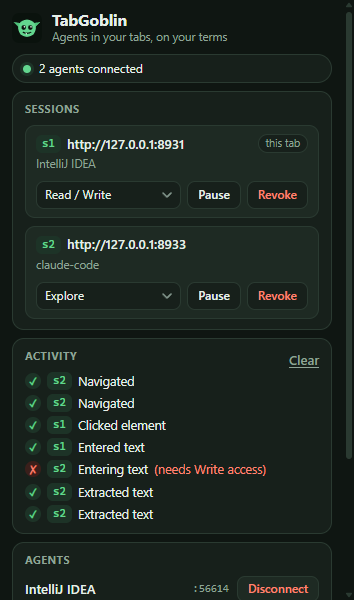 TabGoblin
Agents in your tabs, on your terms
2 agents connected
SESSIONS
s1 http://127.0.0.1:8931 this tab
IntelliJ IDEA
Read / Write Pause Revoke
s2 http://127.0.0.1:8933
claude-code
Explore Pause Revoke
ACTIVITY Clear
✓ s2 Navigated
✓ s2 Navigated
✓ s1 Clicked element
✓ s1 Entered text
✗ s2 Entering text (needs Write access)
✓ s2 Extracted text
✓ s2 Extracted text
AGENTS
IntelliJ IDEA :56614 Disconnect